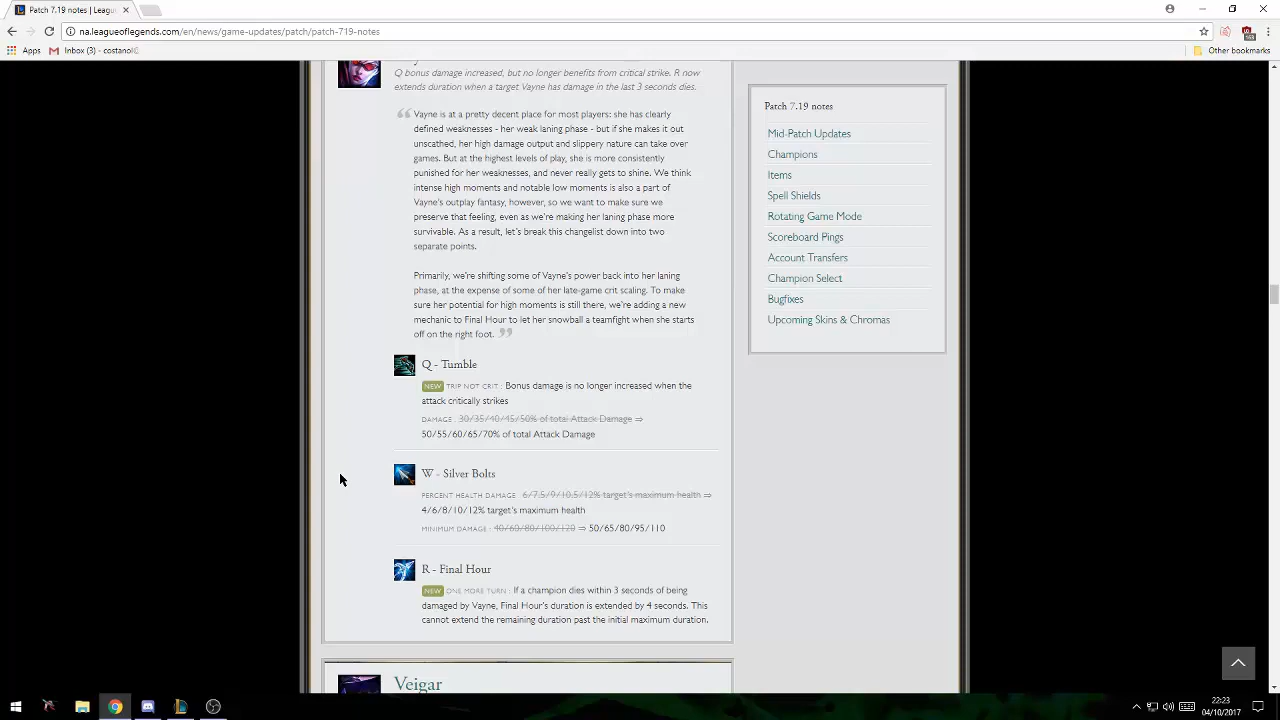 Patch 7.19 notes | Leagu
na.leagueoflegends.com/en/news/game-updates/patch/patch-719-notes
163
Apps
Inbox (3) - costanol
Other bookmarks
Q bonus damage increased, but no longer benefits from critical strike. R now
extends duration when a target Vayne has damage in the last 3 seconds dies.
Vayne is at a pretty decent place for most players: she has clearly
defined weaknesses - her weak laning phase - but if she makes it out
unscathed, her high damage output and slippery nature can take over
games. But at the highest levels of play, she is more consistently
punished for her weaknesses, and never really gets to shine. We think
intense high moments and notable low moments is also a part of
Vayne's outplay fantasy, however, so we want to make sure we
preserve that feeling, even as we're making her laning phase more
survivable. As a result, let's break this changelist down into two
separate points.
Primarily, we're shifting some of Vayne's power back into her laning
phase, at the expense of some of her late-game crit scaling. To make
sure her potential for high moments is still there, we're adding a new
mechanic to Final Hour to let her snowball a teamfight when she starts
off on the right foot.
Q - Tumble
NEW TRIP NOT CRIT : Bonus damage is no longer increased when the
attack critically strikes
DAMAGE : 30/35/40/45/50% of total Attack Damage ⇒
50/55/60/65/70% of total Attack Damage
W - Silver Bolts
PERCENT HEALTH DAMAGE : 6/7.5/9/10.5/12% target's maximum health ⇒
4/6/8/10/12% target's maximum health
MINIMUM DAMAGE : 40/60/80/100/120 ⇒ 50/65/80/95/110
R - Final Hour
NEW ONE MORE TURN : If a champion dies within 3 seconds of being
damaged by Vayne, Final Hour's duration is extended by 4 seconds. This
cannot extend the remaining duration past the initial maximum duration.
Veigar
Patch 7.19 notes
Mid-Patch Updates
Champions
Items
Spell Shields
Rotating Game Mode
Scoreboard Pings
Account Transfers
Champion Select
Bugfixes
Upcoming Skins & Chromas
22:23
04/10/2017